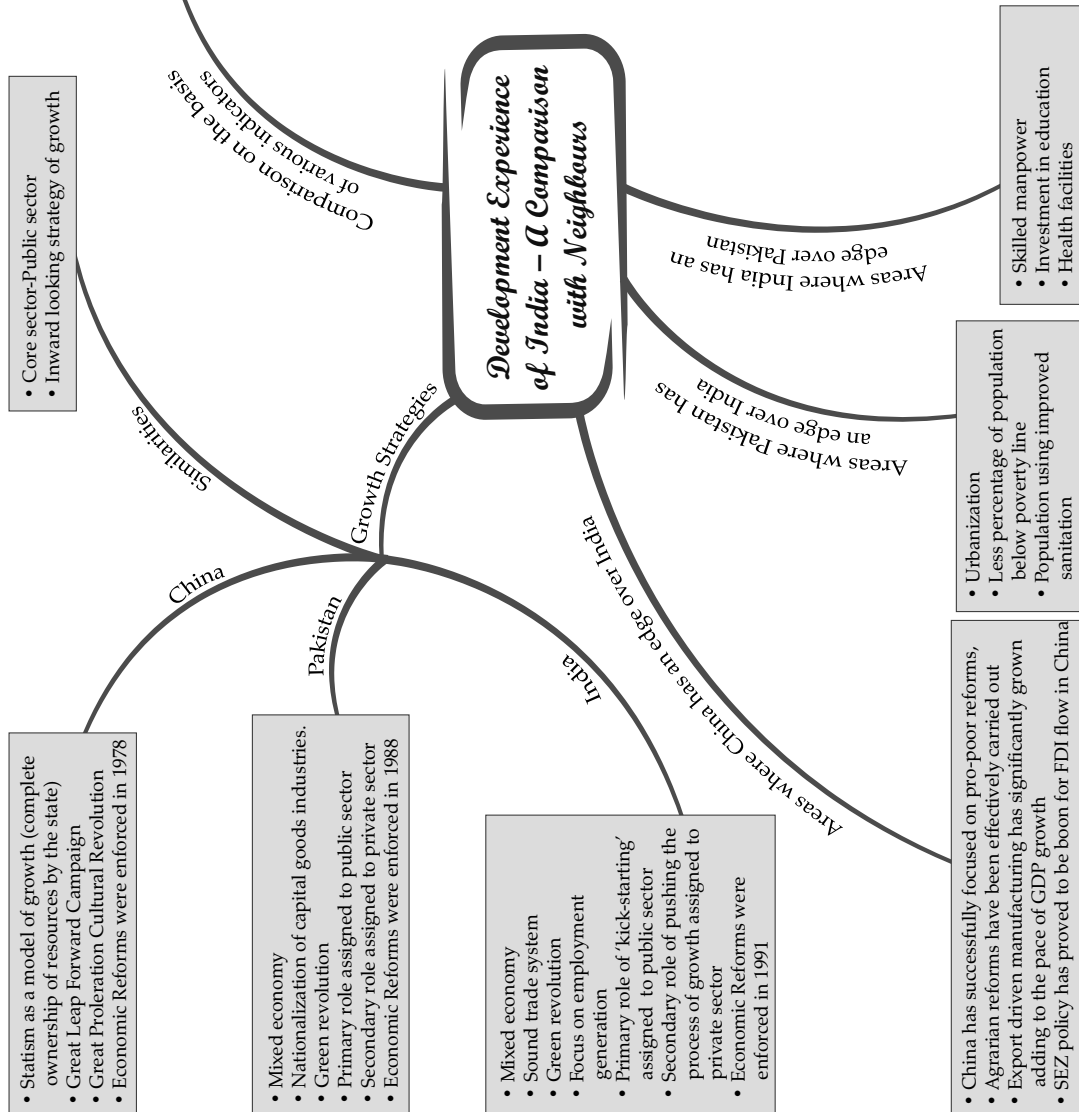 Development Experience
of India – A Comparison
with Neighbours
Comparison on the basis
of various indicators
Growth Strategies
Similarities
• Core sector-Public sector
• Inward looking strategy of growth
China
• Statism as a model of growth (complete
ownership of resources by the state)
• Great Leap Forward Campaign
• Great Proleration Cultural Revolution
• Economic Reforms were enforced in 1978
Pakistan
• Mixed economy
• Nationalization of capital goods industries.
• Green revolution
• Primary role assigned to public sector
• Secondary role assigned to private sector
• Economic Reforms were enforced in 1988
India
• Mixed economy
• Sound trade system
• Green revolution
• Focus on employment
generation
• Primary role of ‘kick-starting’
assigned to public sector
• Secondary role of pushing the
process of growth assigned to
private sector
• Economic Reforms were
enforced in 1991
Areas where China has an edge over India
• China has successfully focused on pro-poor reforms,
• Agrarian reforms have been effectively carried out
• Export driven manufacturing has significantly grown
adding to the pace of GDP growth
• SEZ policy has proved to be boon for FDI flow in China
Areas where Pakistan has
an edge over India
• Urbanization
• Less percentage of population
below poverty line
• Population using improved
sanitation
Areas where India has an
edge over Pakistan
• Skilled manpower
• Investment in education
• Health facilities